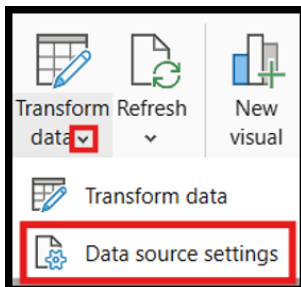 Transform Refresh New
data visual
Transform data
Data source settings